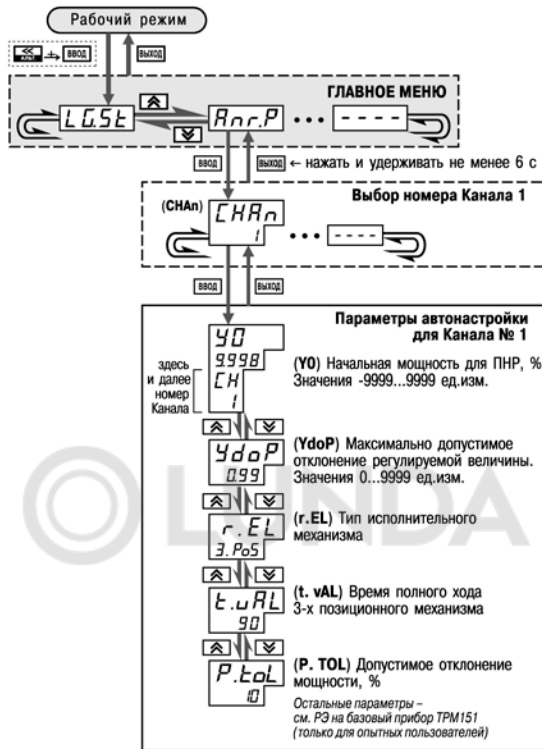 Рабочий режим
≪
АЛЬТ + ВВОД
ВЫХОД
ГЛАВНОЕ МЕНЮ
LG.St
Anr.P
• • •
- - - -
ВВОД
ВЫХОД ← нажать и удерживать не менее 6 с
Выбор номера Канала 1
(CHAn)
CHAn
1
• • •
- - - -
ВВОД
ВЫХОД
Параметры автонастройки
для Канала № 1
Y0
9.998
CH
1
здесь
и далее
номер
Канала
(Y0) Начальная мощность для ПНР, %
Значения -9999...9999 ед.изм.
YdoP
0.99
(YdoP) Максимально допустимое
отклонение регулируемой величины.
Значения 0...9999 ед.изм.
r.EL
3.PoS
(r.EL) Тип исполнительного
механизма
t.uAL
90
(t. vAL) Время полного хода
3-х позиционного механизма
P.toL
10
(P. TOL) Допустимое отклонение
мощности, %
Остальные параметры –
см. РЭ на базовый прибор ТРМ151
(только для опытных пользователей)
LUNDA